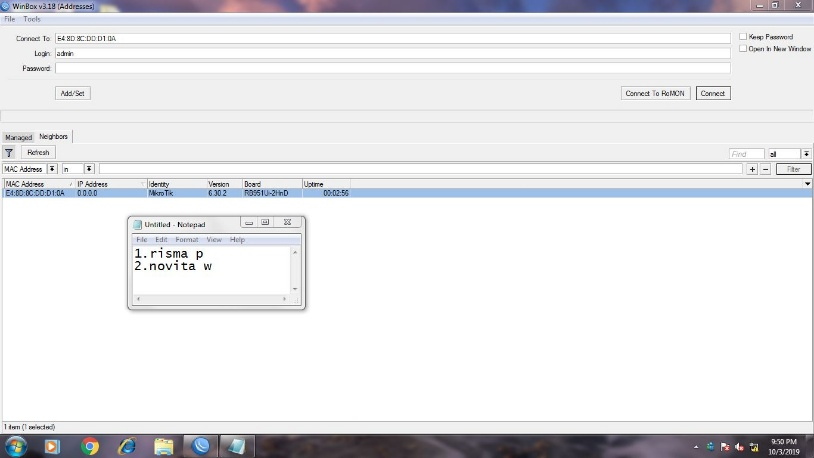 WinBox v3.18 (Addresses)
File Tools
Connect To: E4:8D:8C:DD:D1:0A
Keep Password
Login: admin
Open In New Window
Password:
Add/Set
Connect To RoMON
Connect
Managed
Neighbors
Refresh
Find
all
MAC Address
in
Filter
MAC Address IP Address Identity Version Board Uptime
E4:8D:8C:DD:D1:0A 0.0.0.0 MikroTik 6.30.2 RB951Ui-2HnD 00:02:56
Untitled - Notepad
File Edit Format View Help
1.risma p
2.novita w
1 item (1 selected)
9:50 PM
10/3/2019